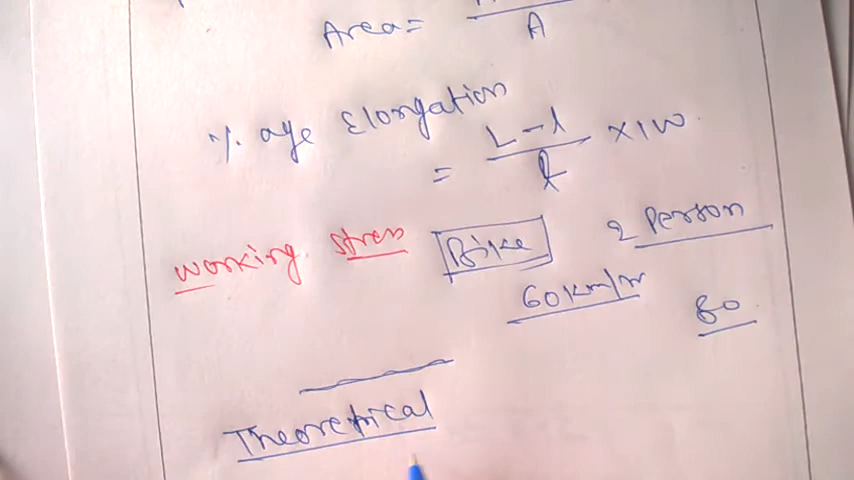 Area = ――― A
%. age Elongation
= L - l / l × 100
working stress Bike 2 Person
60 km/hr 80
Theoretical